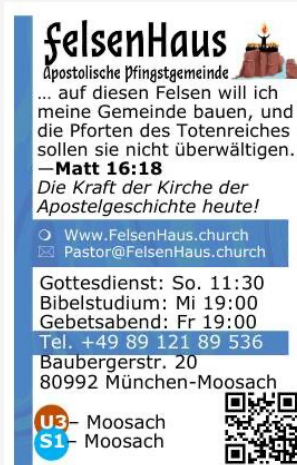 FelsenHaus
Apostolische Pfingstgemeinde
... auf diesen Felsen will ich
meine Gemeinde bauen, und
die Pforten des Totenreiches
sollen sie nicht überwältigen.
—Matt 16:18
Die Kraft der Kirche der
Apostelgeschichte heute!
Www.FelsenHaus.church
Pastor@FelsenHaus.church
Gottesdienst: So. 11:30
Bibelstudium: Mi 19:00
Gebetsabend: Fr 19:00
Tel. +49 89 121 89 536
Baubergerstr. 20
80992 München-Moosach
U3 – Moosach
S1 – Moosach